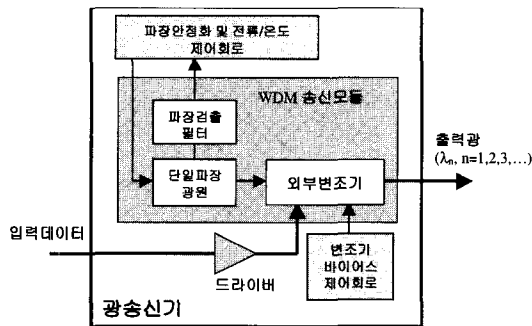 파장안정화 및 전류/온도
제어회로
WDM 송신모듈
파장검출
필터
단일파장
광원
외부변조기
출력광
(λn, n=1,2,3,...)
입력데이터
드라이버
변조기
바이어스
제어회로
광송신기